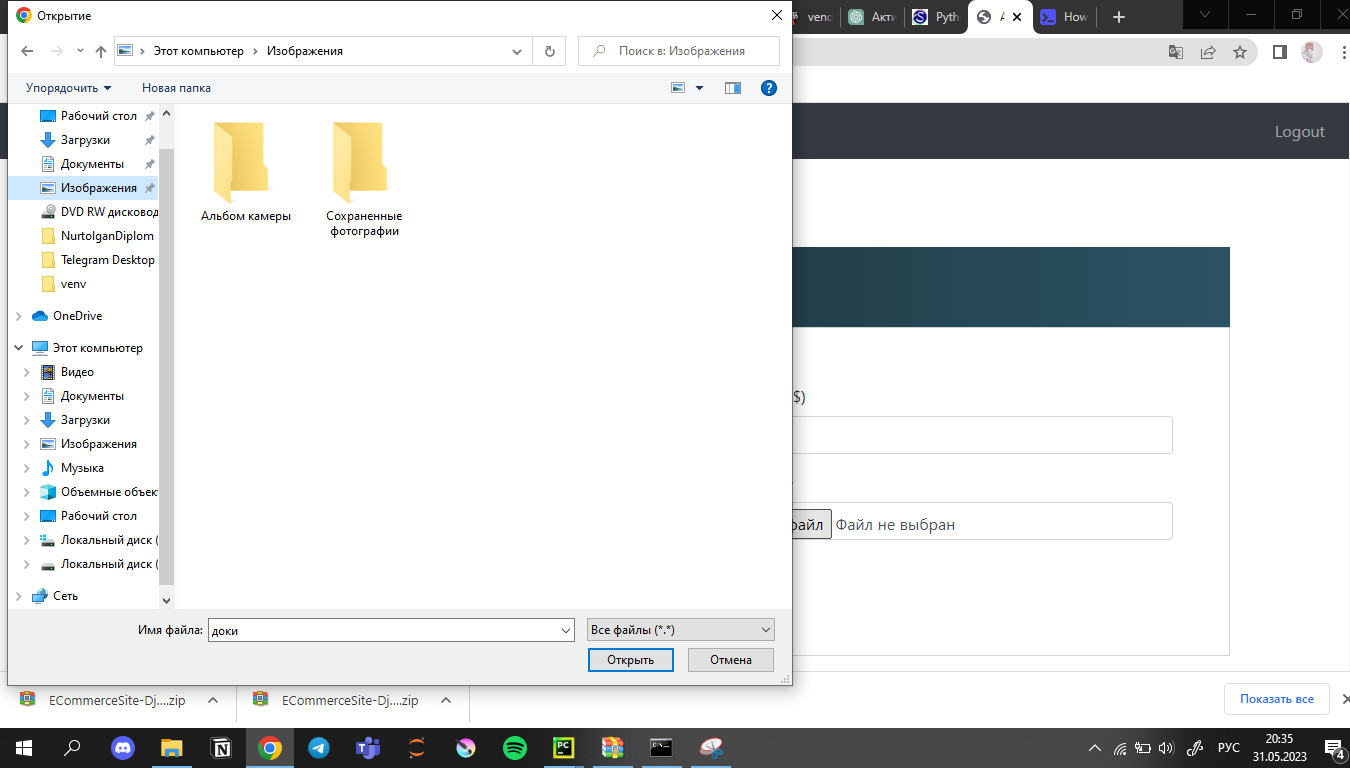 Открытие
venc
Акти
Pyth
A
How
Этот компьютер
Изображения
Поиск в: Изображения
Упорядочить
Новая папка
Рабочий стол
Загрузки
Документы
Изображения
DVD RW дисковод
NurtolganDiplom
Telegram Desktop
venv
OneDrive
Этот компьютер
Видео
Документы
Загрузки
Изображения
Музыка
Объемные объек
Рабочий стол
Локальный диск (
Локальный диск (
Сеть
Альбом камеры
Сохраненные
фотографии
Имя файла:
доки
Все файлы (*.*)
Открыть
Отмена
Logout
$)
файл
Файл не выбран
ECommerceSite-Dj....zip
ECommerceSite-Dj....zip
Показать все
РУС
20:35
31.05.2023
4